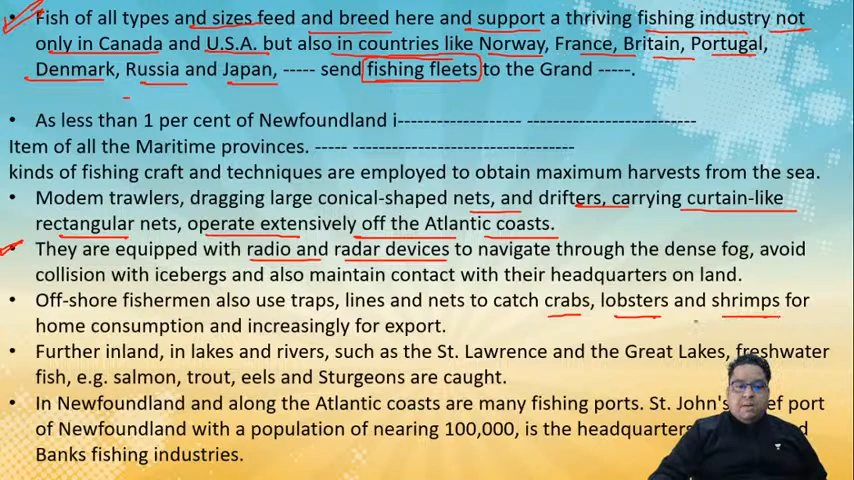 • Fish of all types and sizes feed and breed here and support a thriving fishing industry not
only in Canada and U.S.A. but also in countries like Norway, France, Britain, Portugal,
Denmark, Russia and Japan, ----- send fishing fleets to the Grand -----.
• As less than 1 per cent of Newfoundland i------------------- --------------------------
Item of all the Maritime provinces. ----- ----------------------------------
kinds of fishing craft and techniques are employed to obtain maximum harvests from the sea.
• Modem trawlers, dragging large conical-shaped nets, and drifters, carrying curtain-like
rectangular nets, operate extensively off the Atlantic coasts.
• They are equipped with radio and radar devices to navigate through the dense fog, avoid
collision with icebergs and also maintain contact with their headquarters on land.
• Off-shore fishermen also use traps, lines and nets to catch crabs, lobsters and shrimps for
home consumption and increasingly for export.
• Further inland, in lakes and rivers, such as the St. Lawrence and the Great Lakes, freshwater
fish, e.g. salmon, trout, eels and Sturgeons are caught.
• In Newfoundland and along the Atlantic coasts are many fishing ports. St. John's port
of Newfoundland with a population of nearing 100,000, is the headquarters
Banks fishing industries.